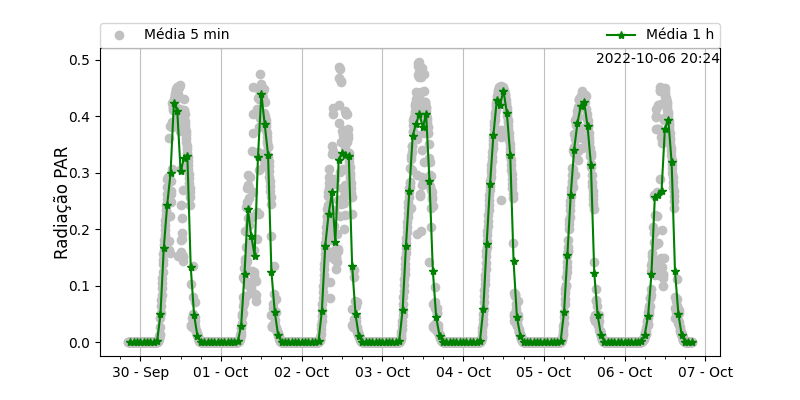 Média 5 min
Média 1 h
2022-10-06 20:24
Radiação PAR
0.5
0.4
0.3
0.2
0.1
0.0
30 - Sep
01 - Oct
02 - Oct
03 - Oct
04 - Oct
05 - Oct
06 - Oct
07 - Oct